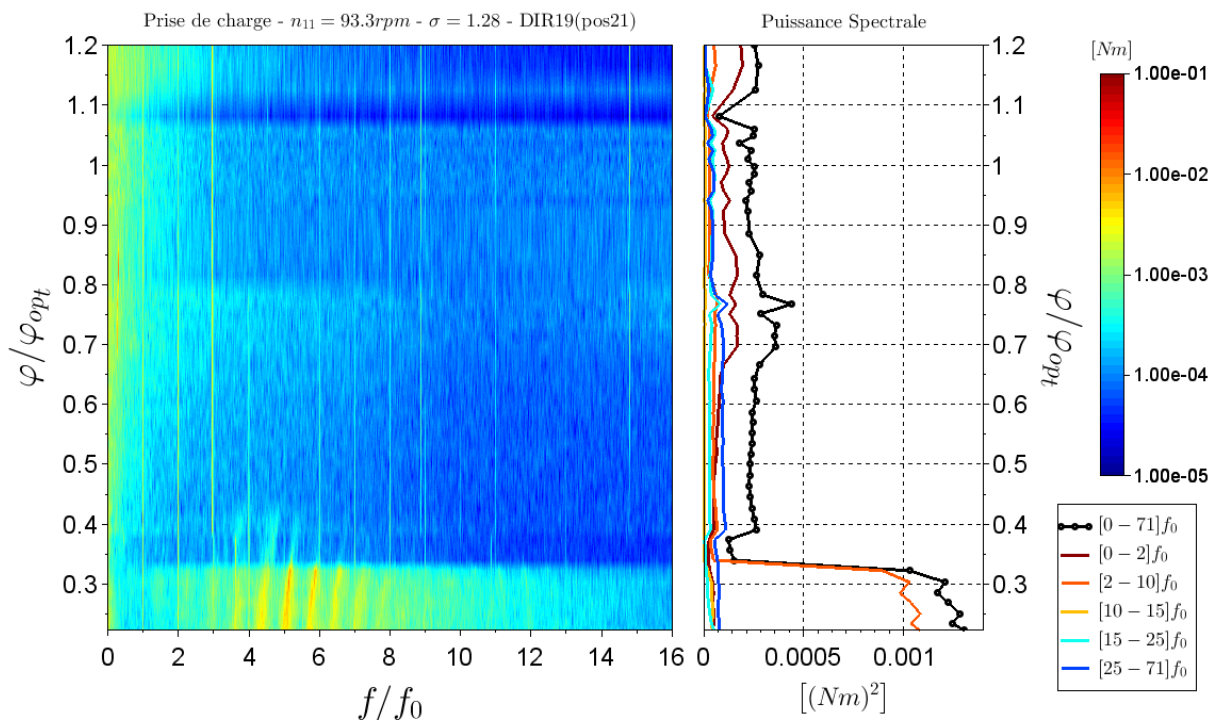 Prise de charge - n₁₁ = 93.3rpm - σ = 1.28 - DIR19(pos21)
Puissance Spectrale
[Nm]
1.2
1.1
1
0.9
0.8
0.7
0.6
0.5
0.4
0.3
φ/φ_opt
0 2 4 6 8 10 12 14 16
f/f₀
0 0.0005 0.001
[(Nm)²]
1.2
1.1
1
0.9
0.8
0.7
0.6
0.5
0.4
0.3
φ/φ_opt
1.00e-01
1.00e-02
1.00e-03
1.00e-04
1.00e-05
[0 − 71]f₀
[0 − 2]f₀
[2 − 10]f₀
[10 − 15]f₀
[15 − 25]f₀
[25 − 71]f₀